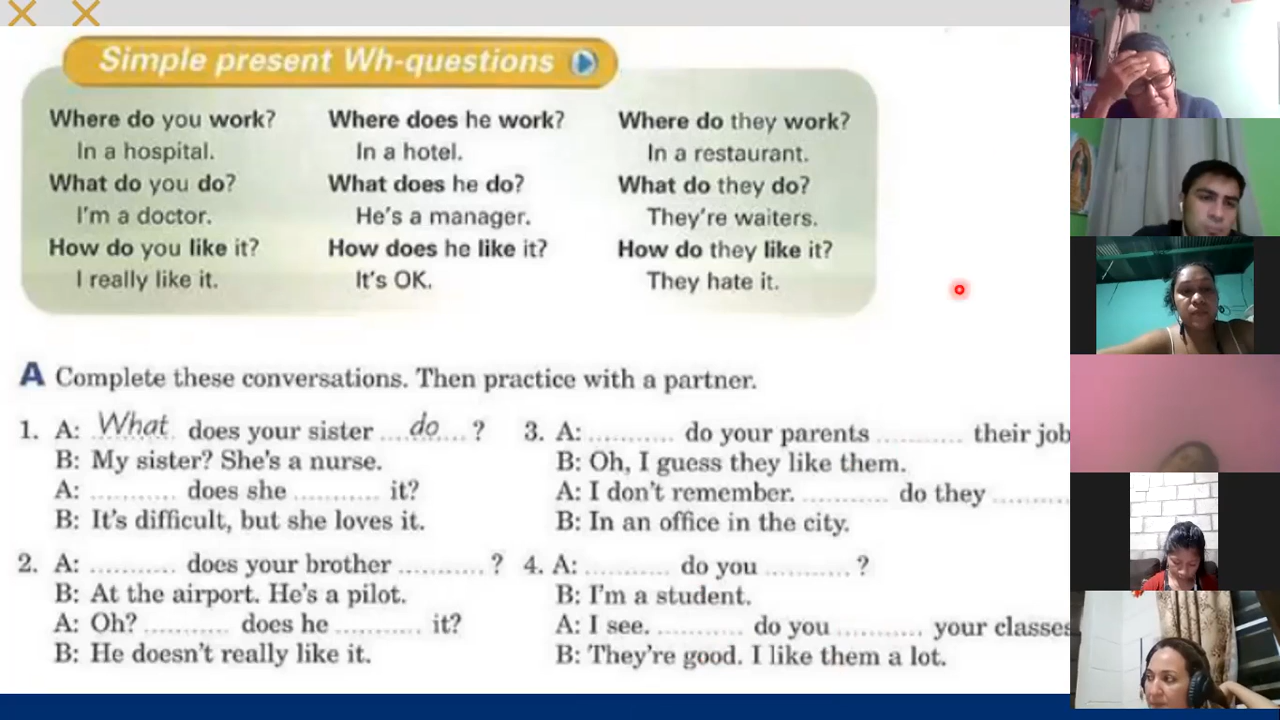 Simple present Wh-questions
Where do you work?
In a hospital.
What do you do?
I'm a doctor.
How do you like it?
I really like it.
Where does he work?
In a hotel.
What does he do?
He's a manager.
How does he like it?
It's OK.
Where do they work?
In a restaurant.
What do they do?
They're waiters.
How do they like it?
They hate it.
A Complete these conversations. Then practice with a partner.
1. A: What does your sister ....do.... ?
B: My sister? She's a nurse.
A: ........... does she ........... it?
B: It's difficult, but she loves it.
2. A: ........... does your brother ........... ?
B: At the airport. He's a pilot.
A: Oh? ........... does he ........... it?
B: He doesn't really like it.
3. A: ........... do your parents ........... their job
B: Oh, I guess they like them.
A: I don't remember. ........... do they ...........
B: In an office in the city.
4. A: ........... do you ........... ?
B: I'm a student.
A: I see. ........... do you ........... your classes
B: They're good. I like them a lot.